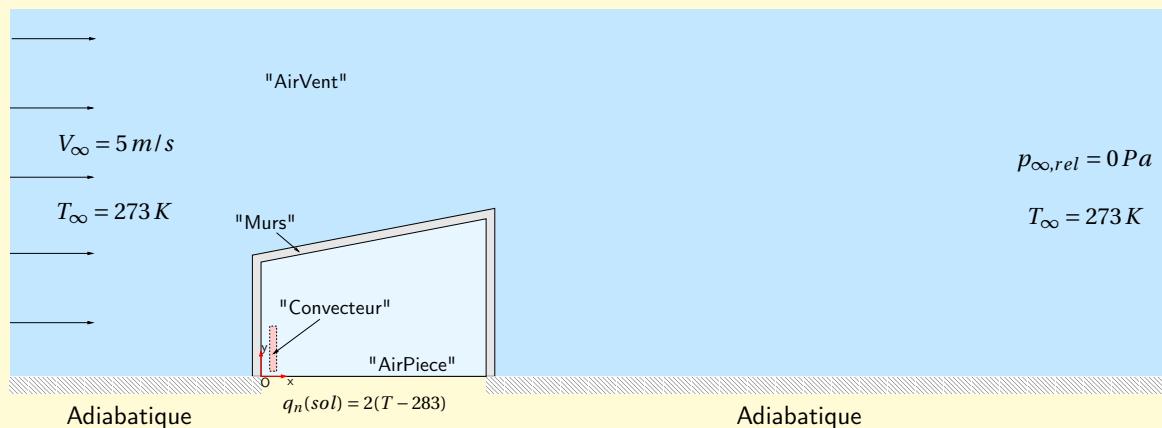 "AirVent"
V∞ = 5 m/s
p∞,rel = 0 Pa
T∞ = 273 K
T∞ = 273 K
"Murs"
"Convecteur"
y
"AirPiece"
O
x
qn(sol) = 2(T − 283)
Adiabatique
Adiabatique